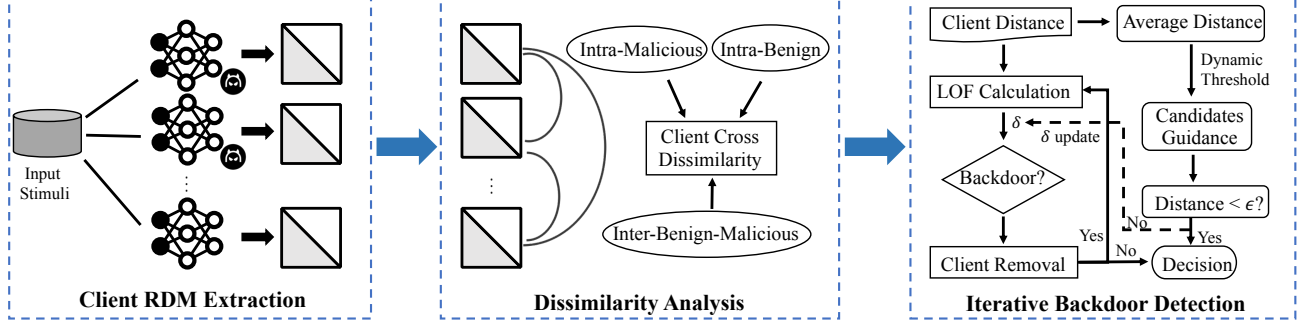 Input
Stimuli
Client RDM Extraction
Intra-Malicious
Intra-Benign
Client Cross
Dissimilarity
Inter-Benign-Malicious
Dissimilarity Analysis
Client Distance
Average Distance
Dynamic
Threshold
LOF Calculation
δ
δ update
Candidates
Guidance
Backdoor?
Distance < ϵ?
No
Yes
Yes
No
Client Removal
Decision
Iterative Backdoor Detection